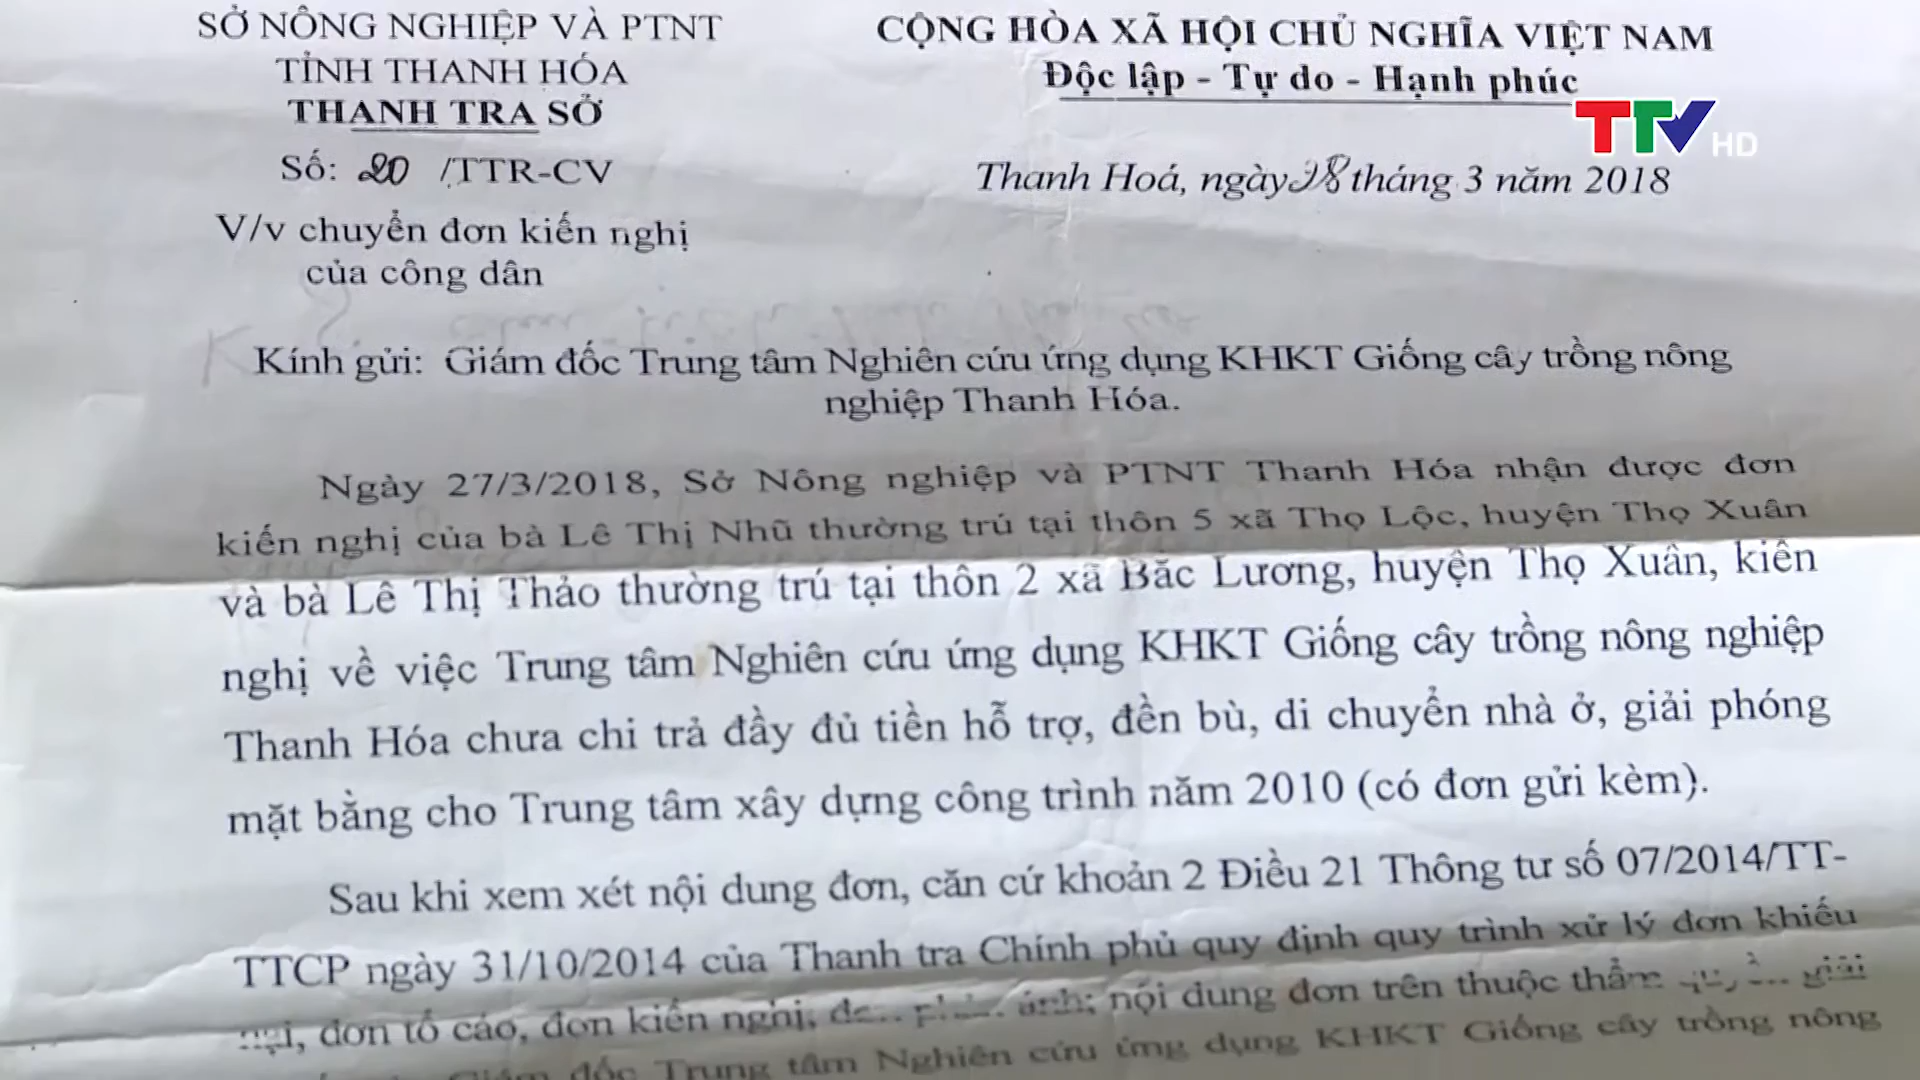 SỞ NÔNG NGHIỆP VÀ PTNT
TỈNH THANH HÓA
THANH TRA SỞ
Số: 20 /TTR-CV
V/v chuyển đơn kiến nghị
của công dân
CỘNG HÒA XÃ HỘI CHỦ NGHĨA VIỆT NAM
Độc lập - Tự do - Hạnh phúc
TTV HD
Thanh Hoá, ngày 28 tháng 3 năm 2018
Kính gửi: Giám đốc Trung tâm Nghiên cứu ứng dụng KHKT Giống cây trồng nông
nghiệp Thanh Hóa.
Ngày 27/3/2018, Sở Nông nghiệp và PTNT Thanh Hóa nhận được đơn
kiến nghị của bà Lê Thị Nhũ thường trú tại thôn 5 xã Thọ Lộc, huyện Thọ Xuân
và bà Lê Thị Thảo thường trú tại thôn 2 xã Bắc Lương, huyện Thọ Xuân, kiến
nghị về việc Trung tâm Nghiên cứu ứng dụng KHKT Giống cây trồng nông nghiệp
Thanh Hóa chưa chi trả đầy đủ tiền hỗ trợ, đền bù, di chuyển nhà ở, giải phóng
mặt bằng cho Trung tâm xây dựng công trình năm 2010 (có đơn gửi kèm).
Sau khi xem xét nội dung đơn, căn cứ khoản 2 Điều 21 Thông tư số 07/2014/TT-
TTCP ngày 31/10/2014 của Thanh tra Chính phủ quy định quy trình xử lý đơn khiếu
đơn tố cáo, đơn kiến nghị, nội dung đơn trên thuộc thẩm giải
Giám đốc Trung tâm Nghiên cứu ứng dụng KHKT Giống cây trồng nông